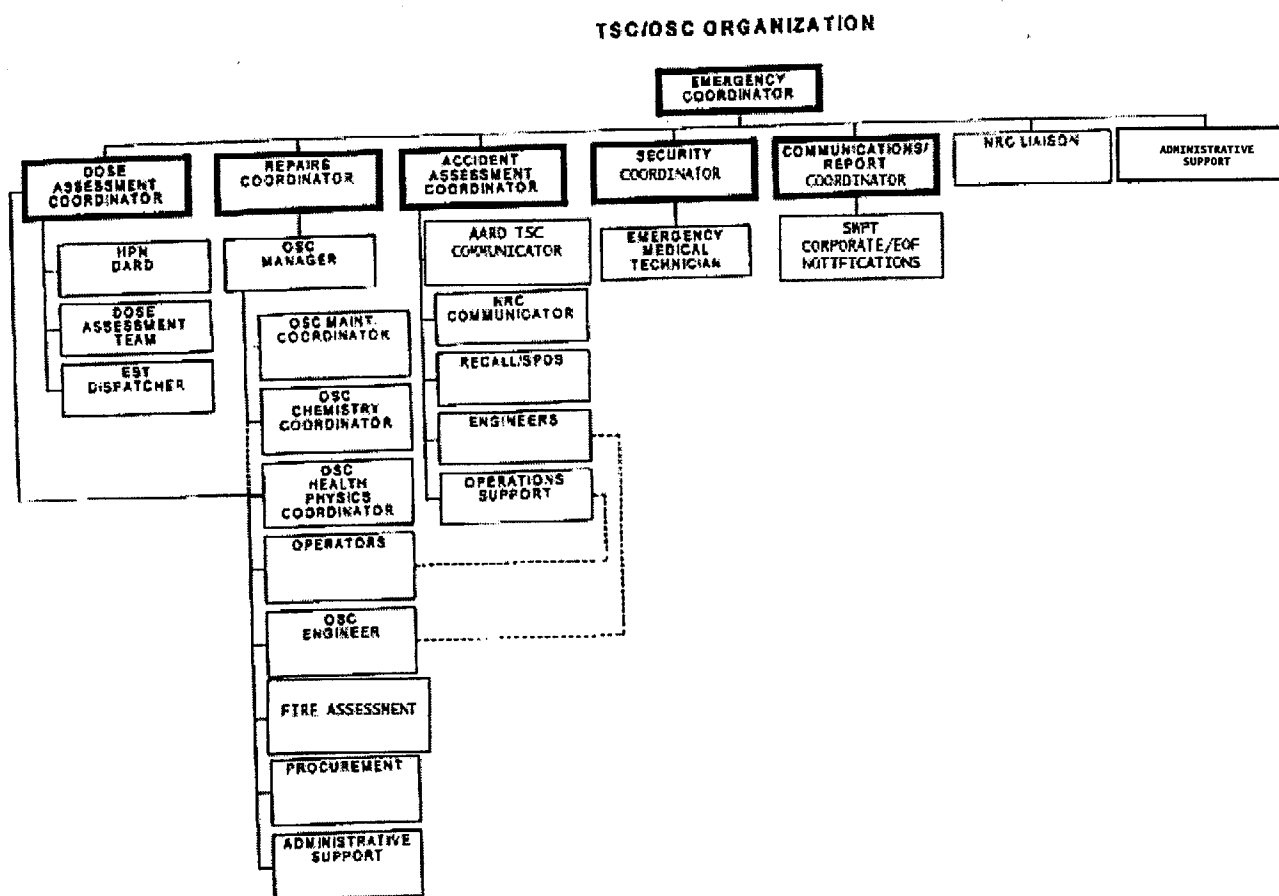 TSC/OSC ORGANIZATION
EMERGENCY
COORDINATOR
DOSE
ASSESSMENT
COORDINATOR
REPAIRS
COORDINATOR
ACCIDENT
ASSESSMENT
COORDINATOR
SECURITY
COORDINATOR
COMMUNICATIONS/
REPORT
COORDINATOR
NRC LIAISON
ADMINISTRATIVE
SUPPORT
HPN
DARD
DOSE
ASSESSMENT
TEAM
EST
DISPATCHER
OSC
MANAGER
OSC MAINT.
COORDINATOR
OSC
CHEMISTRY
COORDINATOR
OSC
HEALTH
PHYSICS
COORDINATOR
OPERATORS
OSC
ENGINEER
FIRE ASSESSMENT
PROCUREMENT
ADMINISTRATIVE
SUPPORT
AARD TSC
COMMUNICATOR
NRC
COMMUNICATOR
RECALL/SPDS
ENGINEERS
OPERATIONS
SUPPORT
EMERGENCY
MEDICAL
TECHNICIAN
SMPT
CORPORATE/EOF
NOTIFICATIONS